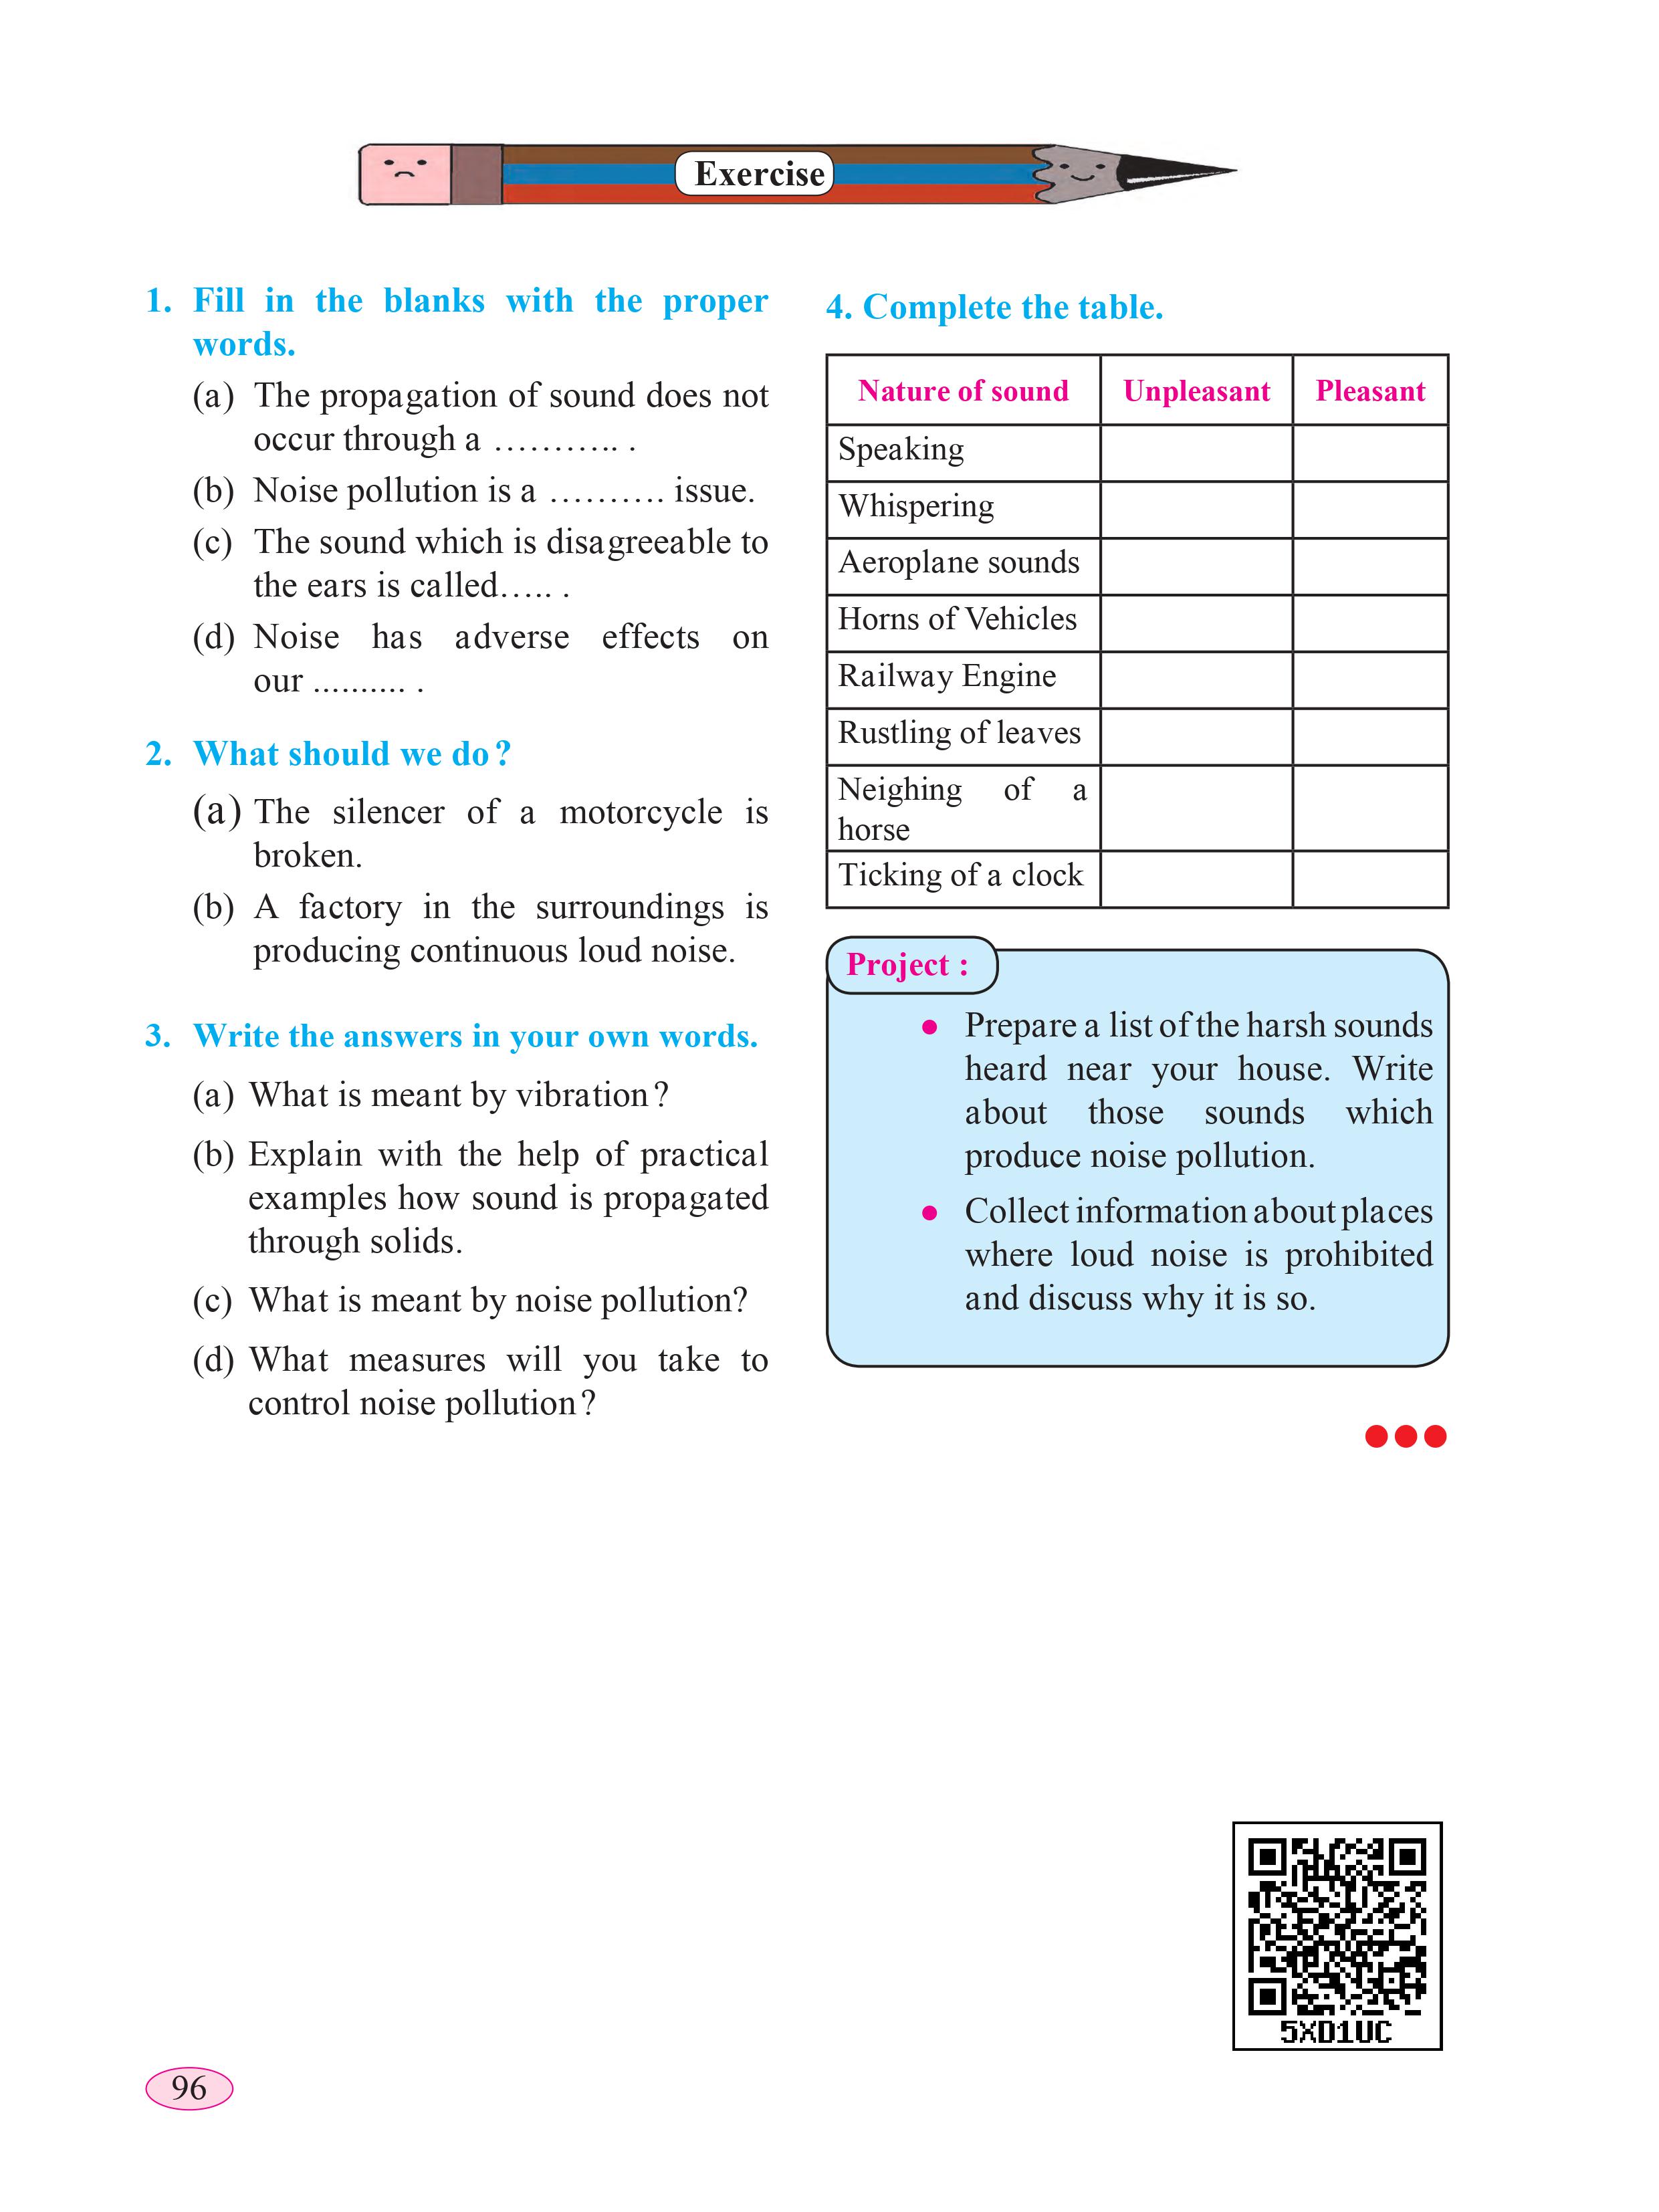 Exercise
1. Fill in the blanks with the proper
words.
(a) The propagation of sound does not
occur through a ……….. .
(b) Noise pollution is a ………. issue.
(c) The sound which is disagreeable to
the ears is called….. .
(d) Noise has adverse effects on
our .......... .
2. What should we do?
(a) The silencer of a motorcycle is
broken.
(b) A factory in the surroundings is
producing continuous loud noise.
3. Write the answers in your own words.
(a) What is meant by vibration?
(b) Explain with the help of practical
examples how sound is propagated
through solids.
(c) What is meant by noise pollution?
(d) What measures will you take to
control noise pollution?
4. Complete the table.
Nature of sound Unpleasant Pleasant
Speaking
Whispering
Aeroplane sounds
Horns of Vehicles
Railway Engine
Rustling of leaves
Neighing of a
horse
Ticking of a clock
Project :
● Prepare a list of the harsh sounds
heard near your house. Write
about those sounds which
produce noise pollution.
● Collect information about places
where loud noise is prohibited
and discuss why it is so.
5XD1UC
96